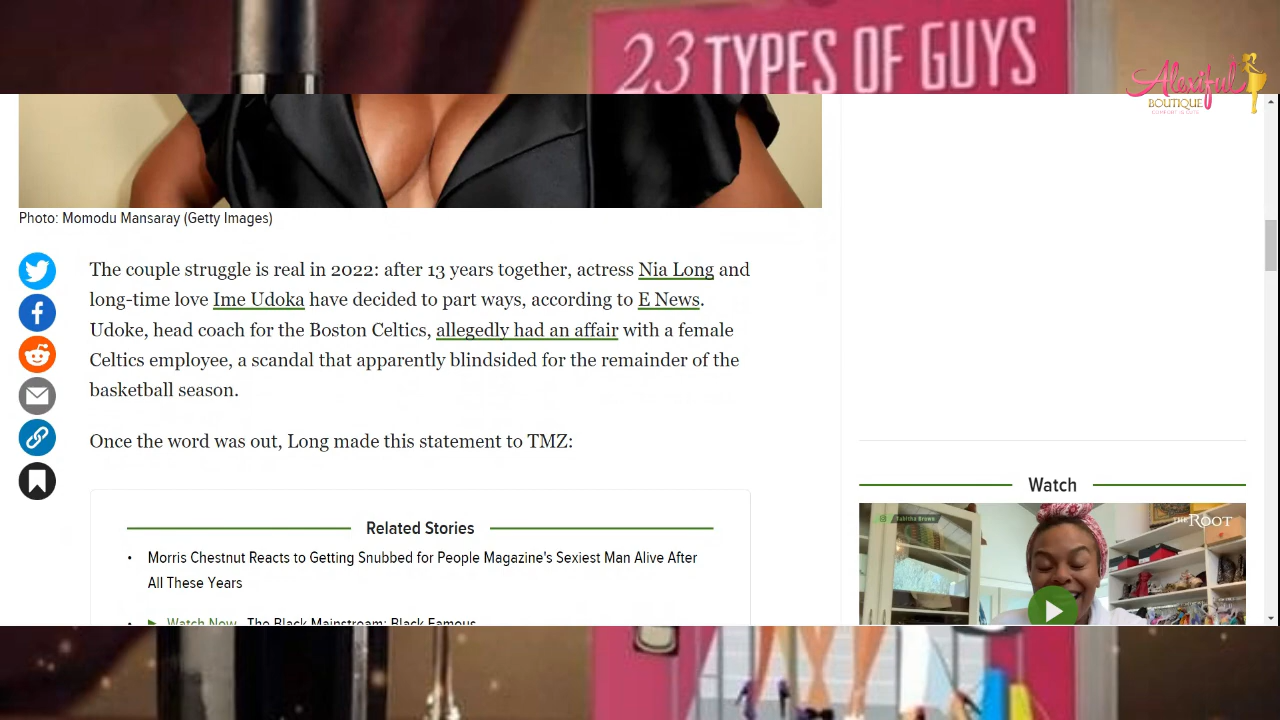 23 TYPES OF GUYS
Alexiful
BOUTIQUE
Photo: Momodu Mansaray (Getty Images)
The couple struggle is real in 2022: after 13 years together, actress Nia Long and
long-time love Ime Udoka have decided to part ways, according to E News.
Udoke, head coach for the Boston Celtics, allegedly had an affair with a female
Celtics employee, a scandal that apparently blindsided for the remainder of the
basketball season.
Once the word was out, Long made this statement to TMZ:
Related Stories
• Morris Chestnut Reacts to Getting Snubbed for People Magazine's Sexiest Man Alive After
All These Years
• Watch Now The Black Mainstream: Black Famous
Watch
Tabitha Brown
THE ROOT